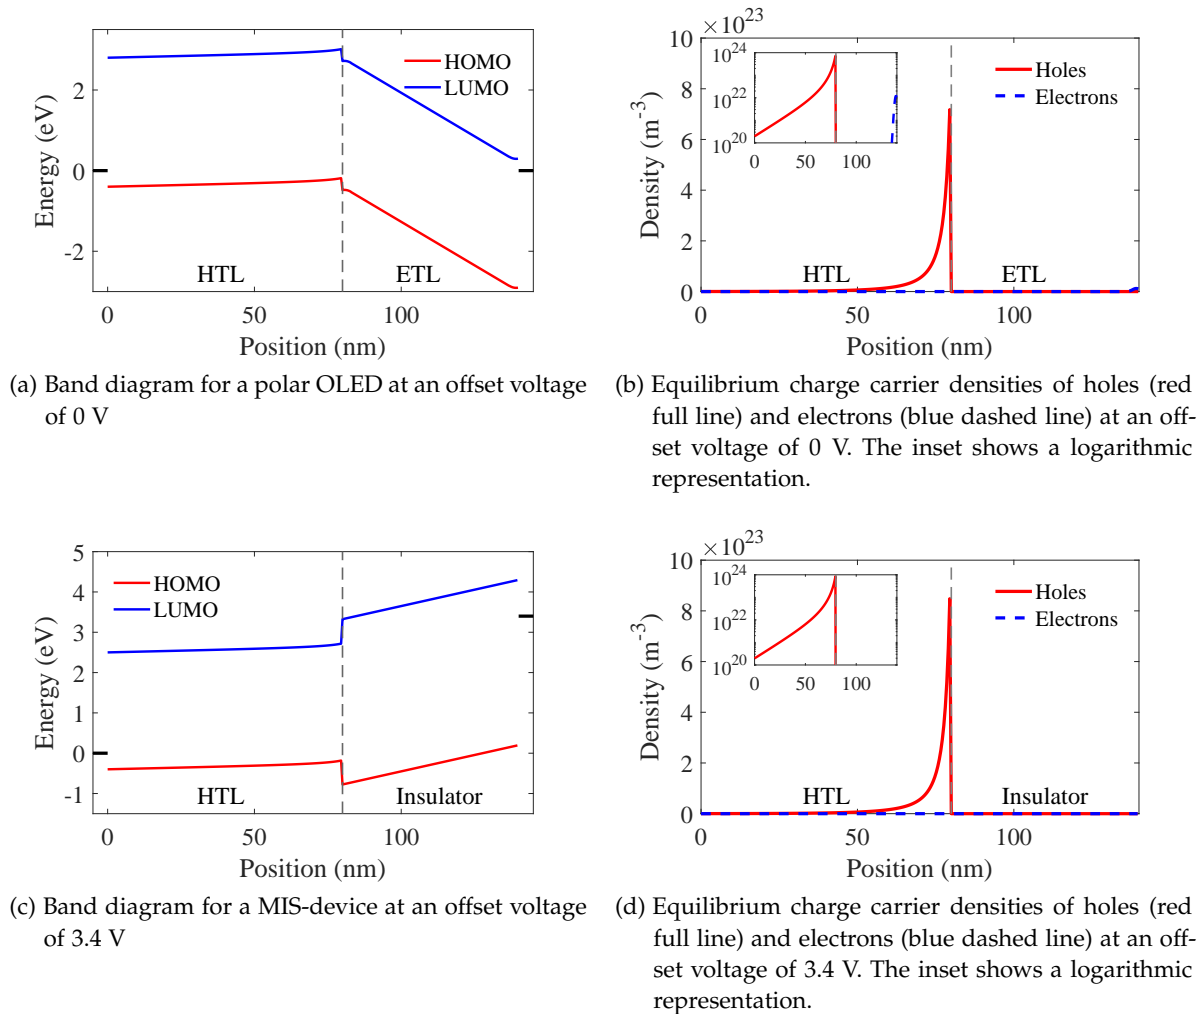 2
0
-2
Energy (eV)
HOMO
LUMO
HTL
ETL
0
50
100
Position (nm)
(a) Band diagram for a polar OLED at an offset voltage
of 0 V
×10^23
10
8
6
4
2
0
Density (m^-3)
10^24
10^22
10^20
0
50
100
Holes
Electrons
HTL
ETL
0
50
100
Position (nm)
(b) Equilibrium charge carrier densities of holes (red
full line) and electrons (blue dashed line) at an off-
set voltage of 0 V. The inset shows a logarithmic
representation.
5
4
3
2
1
0
-1
Energy (eV)
HOMO
LUMO
HTL
Insulator
0
50
100
Position (nm)
(c) Band diagram for a MIS-device at an offset voltage
of 3.4 V
×10^23
10
8
6
4
2
0
Density (m^-3)
10^24
10^22
10^20
0
50
100
Holes
Electrons
HTL
Insulator
0
50
100
Position (nm)
(d) Equilibrium charge carrier densities of holes (red
full line) and electrons (blue dashed line) at an off-
set voltage of 3.4 V. The inset shows a logarithmic
representation.